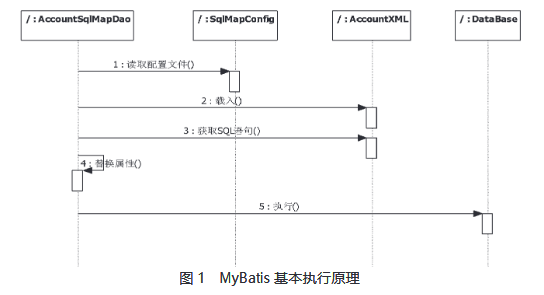 / : AccountSqlMapDao
/ : SqlMapConfig
/ : AccountXML
/ : DataBase
1 : 读取配置文件()
2 : 载入()
3 : 获取SQL语句()
4 : 替换属性()
5 : 执行()
图 1 MyBatis 基本执行原理